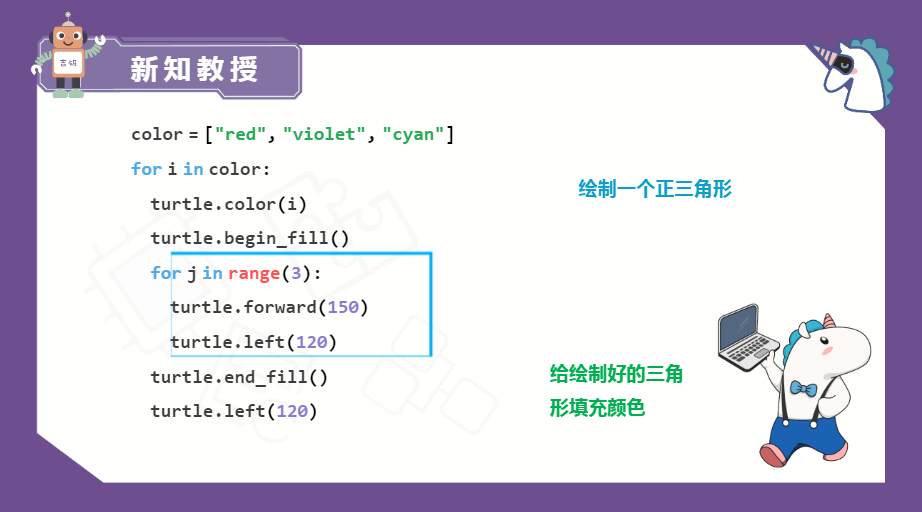 新知教授
color = ["red", "violet", "cyan"]
for i in color:
turtle.color(i)
turtle.begin_fill()
for j in range(3):
turtle.forward(150)
turtle.left(120)
turtle.end_fill()
turtle.left(120)
绘制一个正三角形
给绘制好的三角
形填充颜色